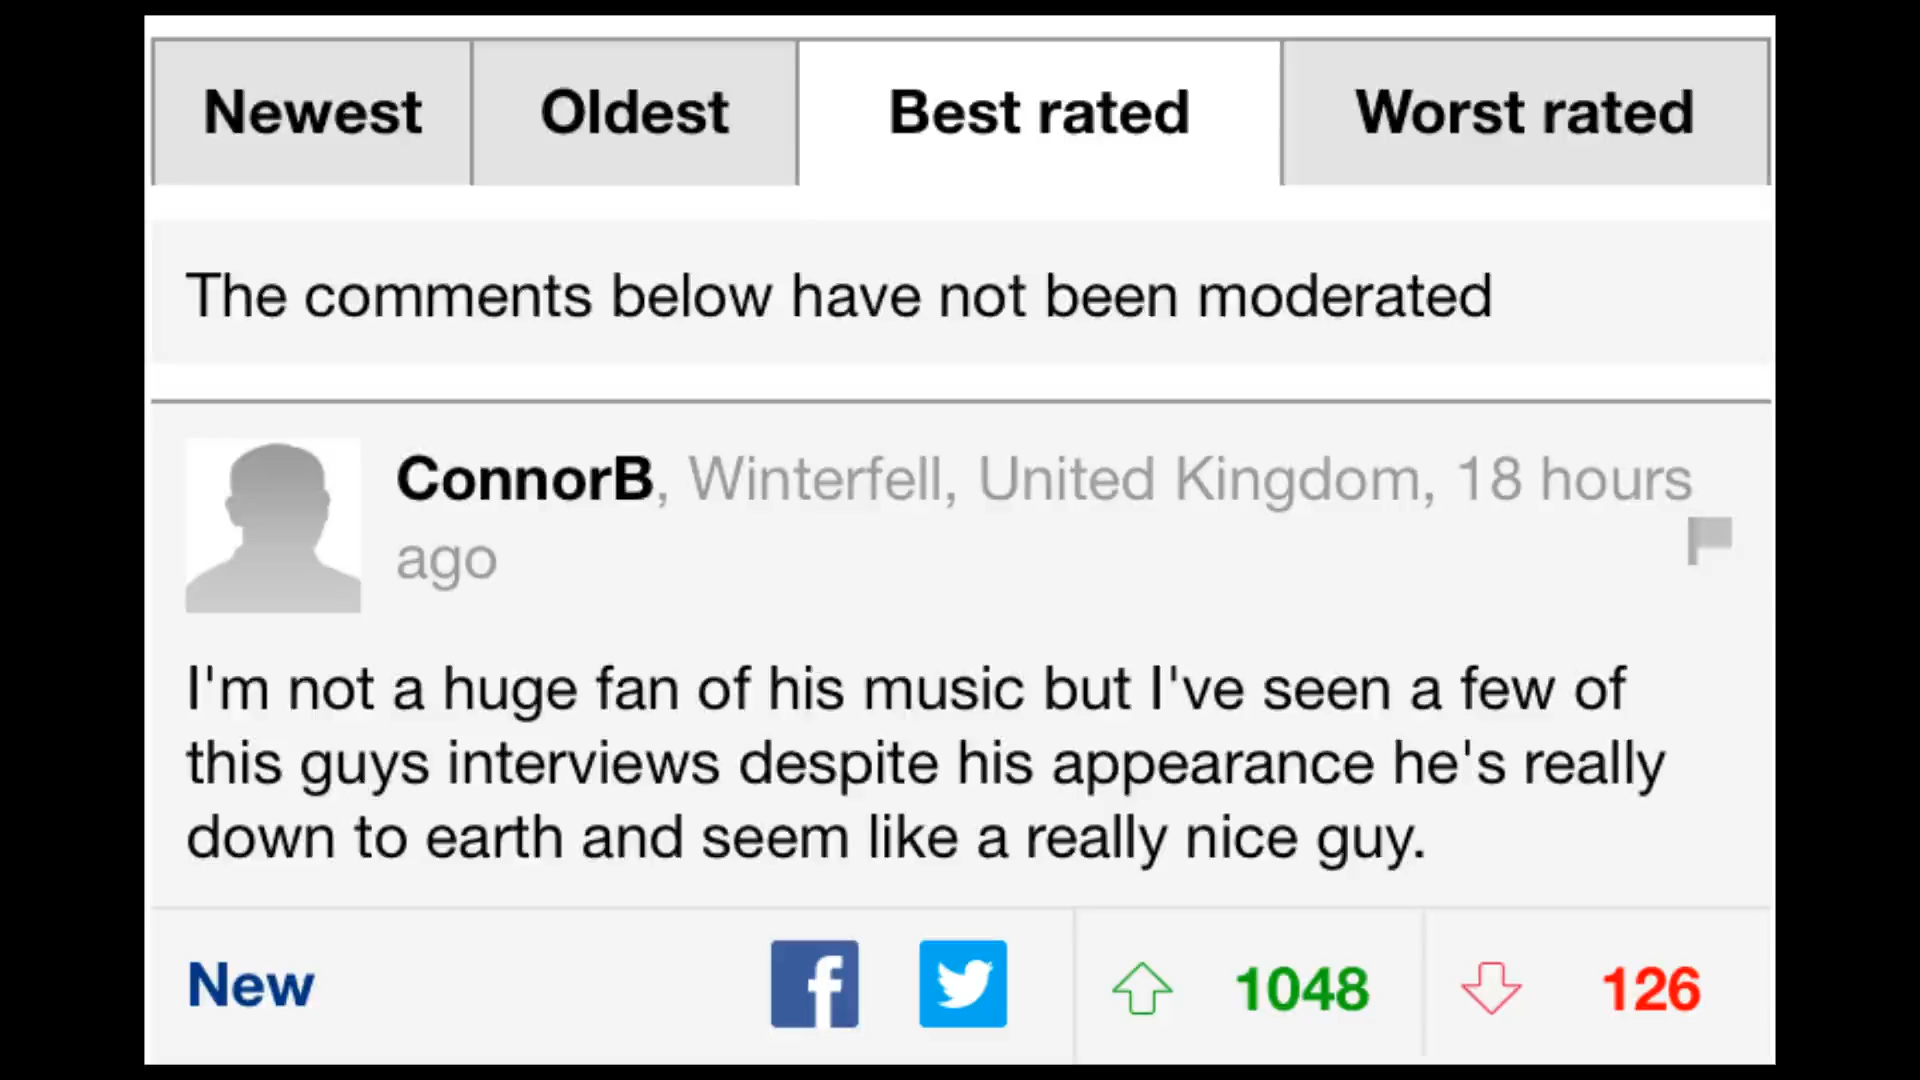 Newest Oldest Best rated Worst rated
The comments below have not been moderated
ConnorB, Winterfell, United Kingdom, 18 hours
ago
I'm not a huge fan of his music but I've seen a few of
this guys interviews despite his appearance he's really
down to earth and seem like a really nice guy.
New 1048 126